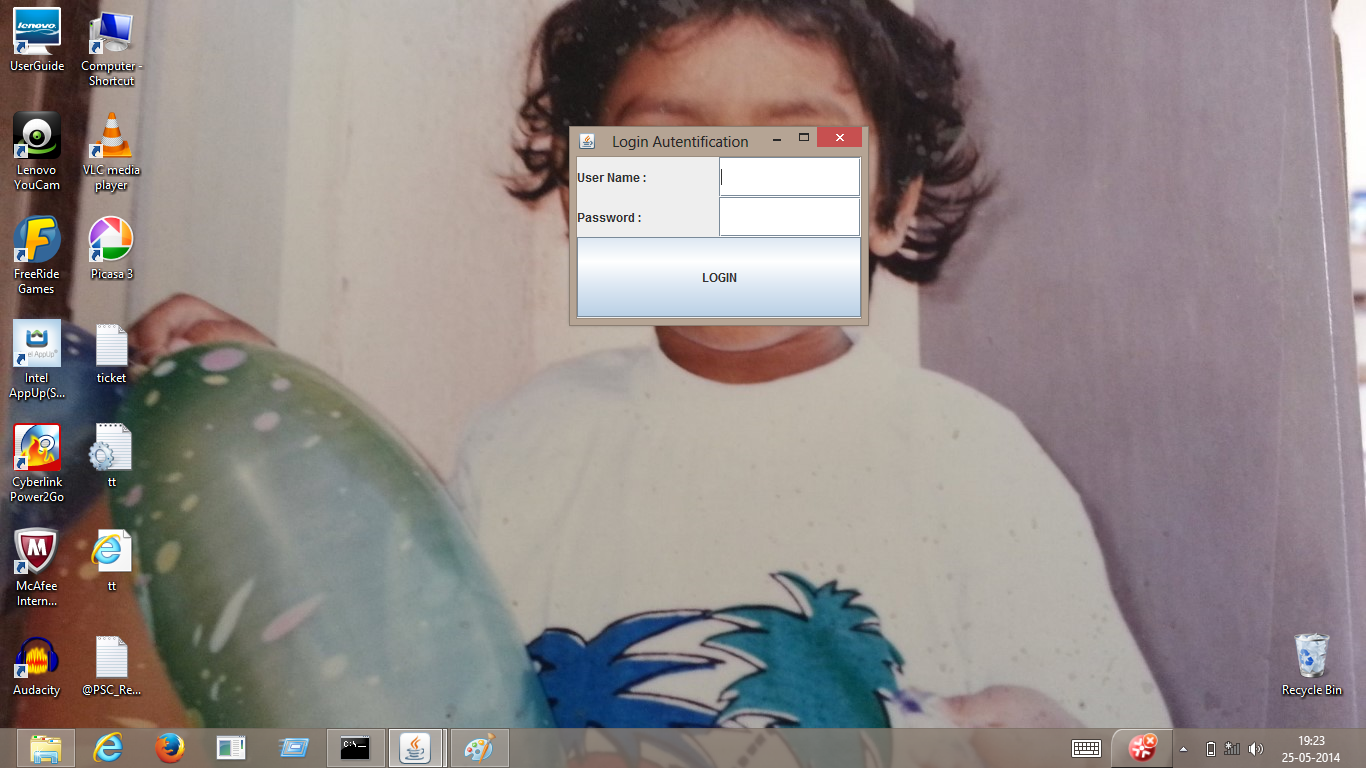 UserGuide
Computer -
Shortcut
Lenovo
YouCam
VLC media
player
FreeRide
Games
Picasa 3
Intel
AppUp(S...
ticket
Cyberlink
Power2Go
tt
McAfee
Intern...
tt
Audacity
@PSC_Re...
Login Autentification
User Name :
Password :
LOGIN
Recycle Bin
19:23
25-05-2014
lenovo
C:\_